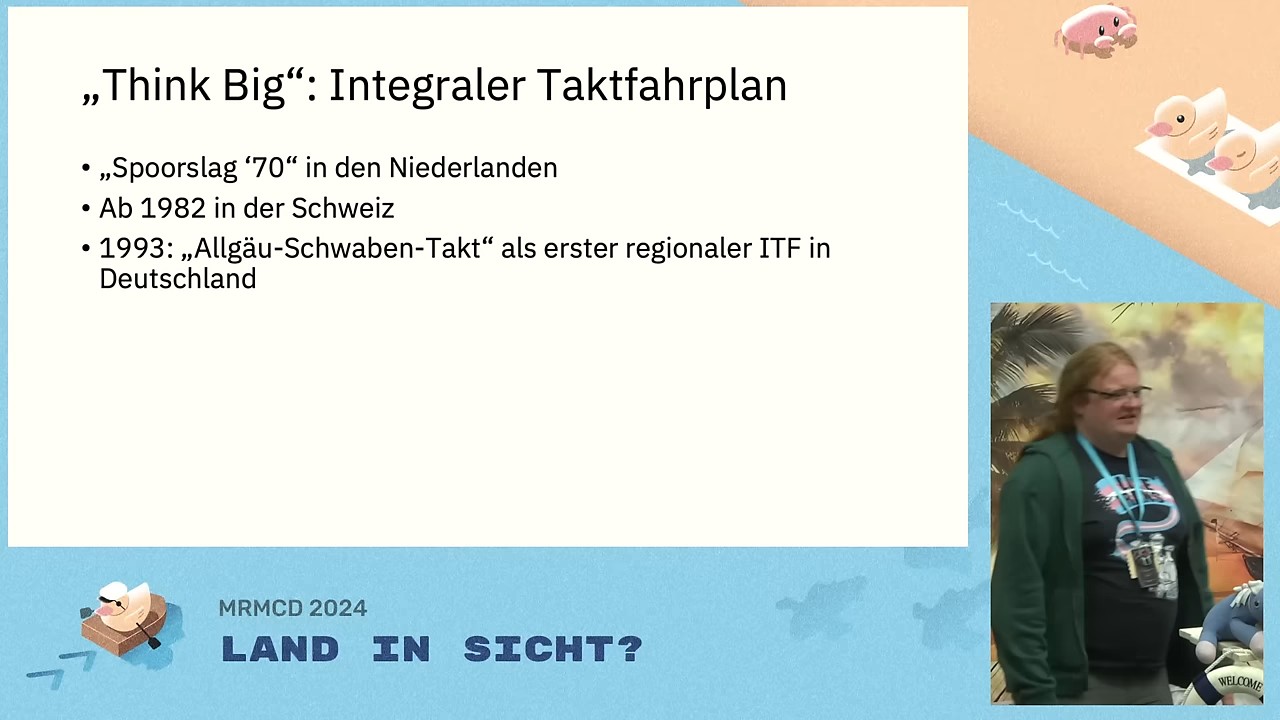 „Think Big“: Integraler Taktfahrplan
• „Spoorslag ‘70“ in den Niederlanden
• Ab 1982 in der Schweiz
• 1993: „Allgäu-Schwaben-Takt“ als erster regionaler ITF in
Deutschland
MRMCD 2024
LAND IN SICHT?
WELCOME